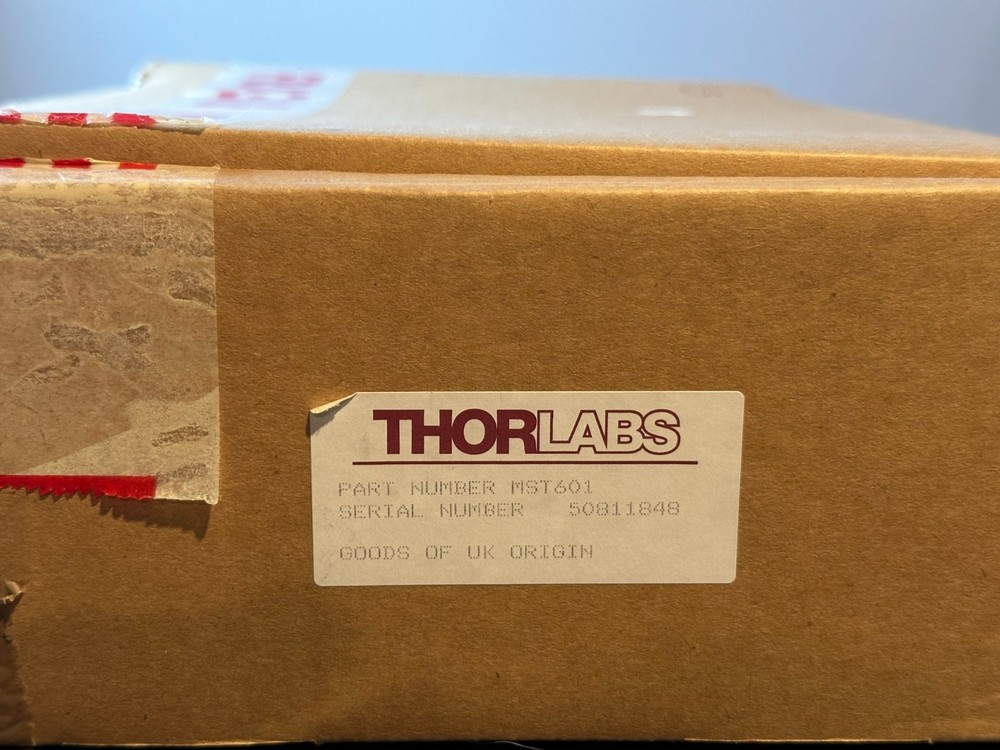 THORLABS
PART NUMBER MST601
SERIAL NUMBER 50811848
GOODS OF UK ORIGIN